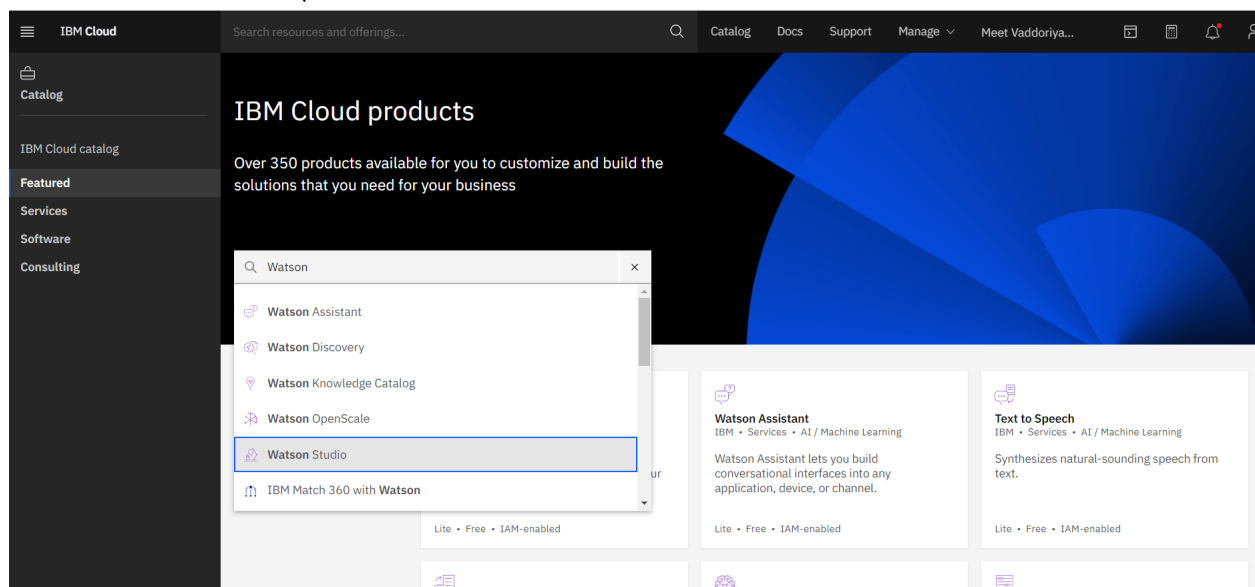 IBM Cloud
Search resources and offerings...
Catalog
Docs
Support
Manage
Meet Vaddoriya...
Catalog
IBM Cloud catalog
Featured
Services
Software
Consulting
IBM Cloud products
Over 350 products available for you to customize and build the
solutions that you need for your business
Watson
Watson Assistant
Watson Discovery
Watson Knowledge Catalog
Watson OpenScale
Watson Studio
IBM Match 360 with Watson
ur
Lite • Free • IAM-enabled
Watson Assistant
IBM • Services • AI / Machine Learning
Watson Assistant lets you build
conversational interfaces into any
application, device, or channel.
Lite • Free • IAM-enabled
Text to Speech
IBM • Services • AI / Machine Learning
Synthesizes natural-sounding speech from
text.
Lite • Free • IAM-enabled